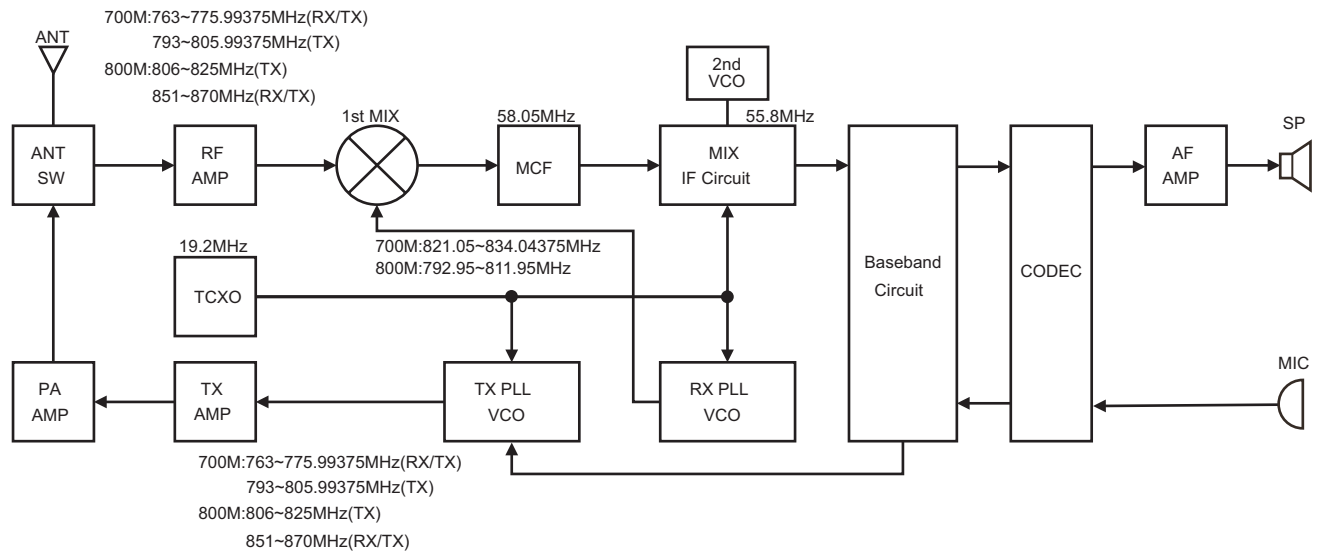 700M:763~775.99375MHz(RX/TX)
793~805.99375MHz(TX)
800M:806~825MHz(TX)
851~870MHz(RX/TX)
ANT
ANT
SW
RF
AMP
1st MIX
58.05MHz
MCF
2nd
VCO
55.8MHz
MIX
IF Circuit
Baseband
Circuit
CODEC
AF
AMP
SP
700M:821.05~834.04375MHz
800M:792.95~811.95MHz
19.2MHz
TCXO
PA
AMP
TX
AMP
TX PLL
VCO
RX PLL
VCO
MIC
700M:763~775.99375MHz(RX/TX)
793~805.99375MHz(TX)
800M:806~825MHz(TX)
851~870MHz(RX/TX)